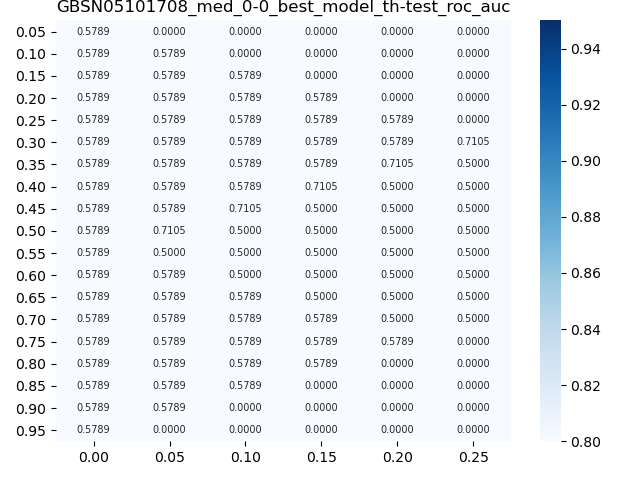 GBSN05101708_med_0-0_best_model_th-test_roc_auc
0.05 0.5789 0.0000 0.0000 0.0000 0.0000 0.0000
0.10 0.5789 0.5789 0.0000 0.0000 0.0000 0.0000
0.15 0.5789 0.5789 0.5789 0.0000 0.0000 0.0000
0.20 0.5789 0.5789 0.5789 0.5789 0.0000 0.0000
0.25 0.5789 0.5789 0.5789 0.5789 0.5789 0.0000
0.30 0.5789 0.5789 0.5789 0.5789 0.5789 0.7105
0.35 0.5789 0.5789 0.5789 0.5789 0.7105 0.5000
0.40 0.5789 0.5789 0.5789 0.7105 0.5000 0.5000
0.45 0.5789 0.5789 0.7105 0.5000 0.5000 0.5000
0.50 0.5789 0.7105 0.5000 0.5000 0.5000 0.5000
0.55 0.5789 0.5000 0.5000 0.5000 0.5000 0.5000
0.60 0.5789 0.5789 0.5000 0.5000 0.5000 0.5000
0.65 0.5789 0.5789 0.5789 0.5000 0.5000 0.5000
0.70 0.5789 0.5789 0.5789 0.5789 0.5000 0.5000
0.75 0.5789 0.5789 0.5789 0.5789 0.5789 0.0000
0.80 0.5789 0.5789 0.5789 0.5789 0.0000 0.0000
0.85 0.5789 0.5789 0.5789 0.0000 0.0000 0.0000
0.90 0.5789 0.5789 0.0000 0.0000 0.0000 0.0000
0.95 0.5789 0.0000 0.0000 0.0000 0.0000 0.0000
0.00 0.05 0.10 0.15 0.20 0.25
0.94
0.92
0.90
0.88
0.86
0.84
0.82
0.80